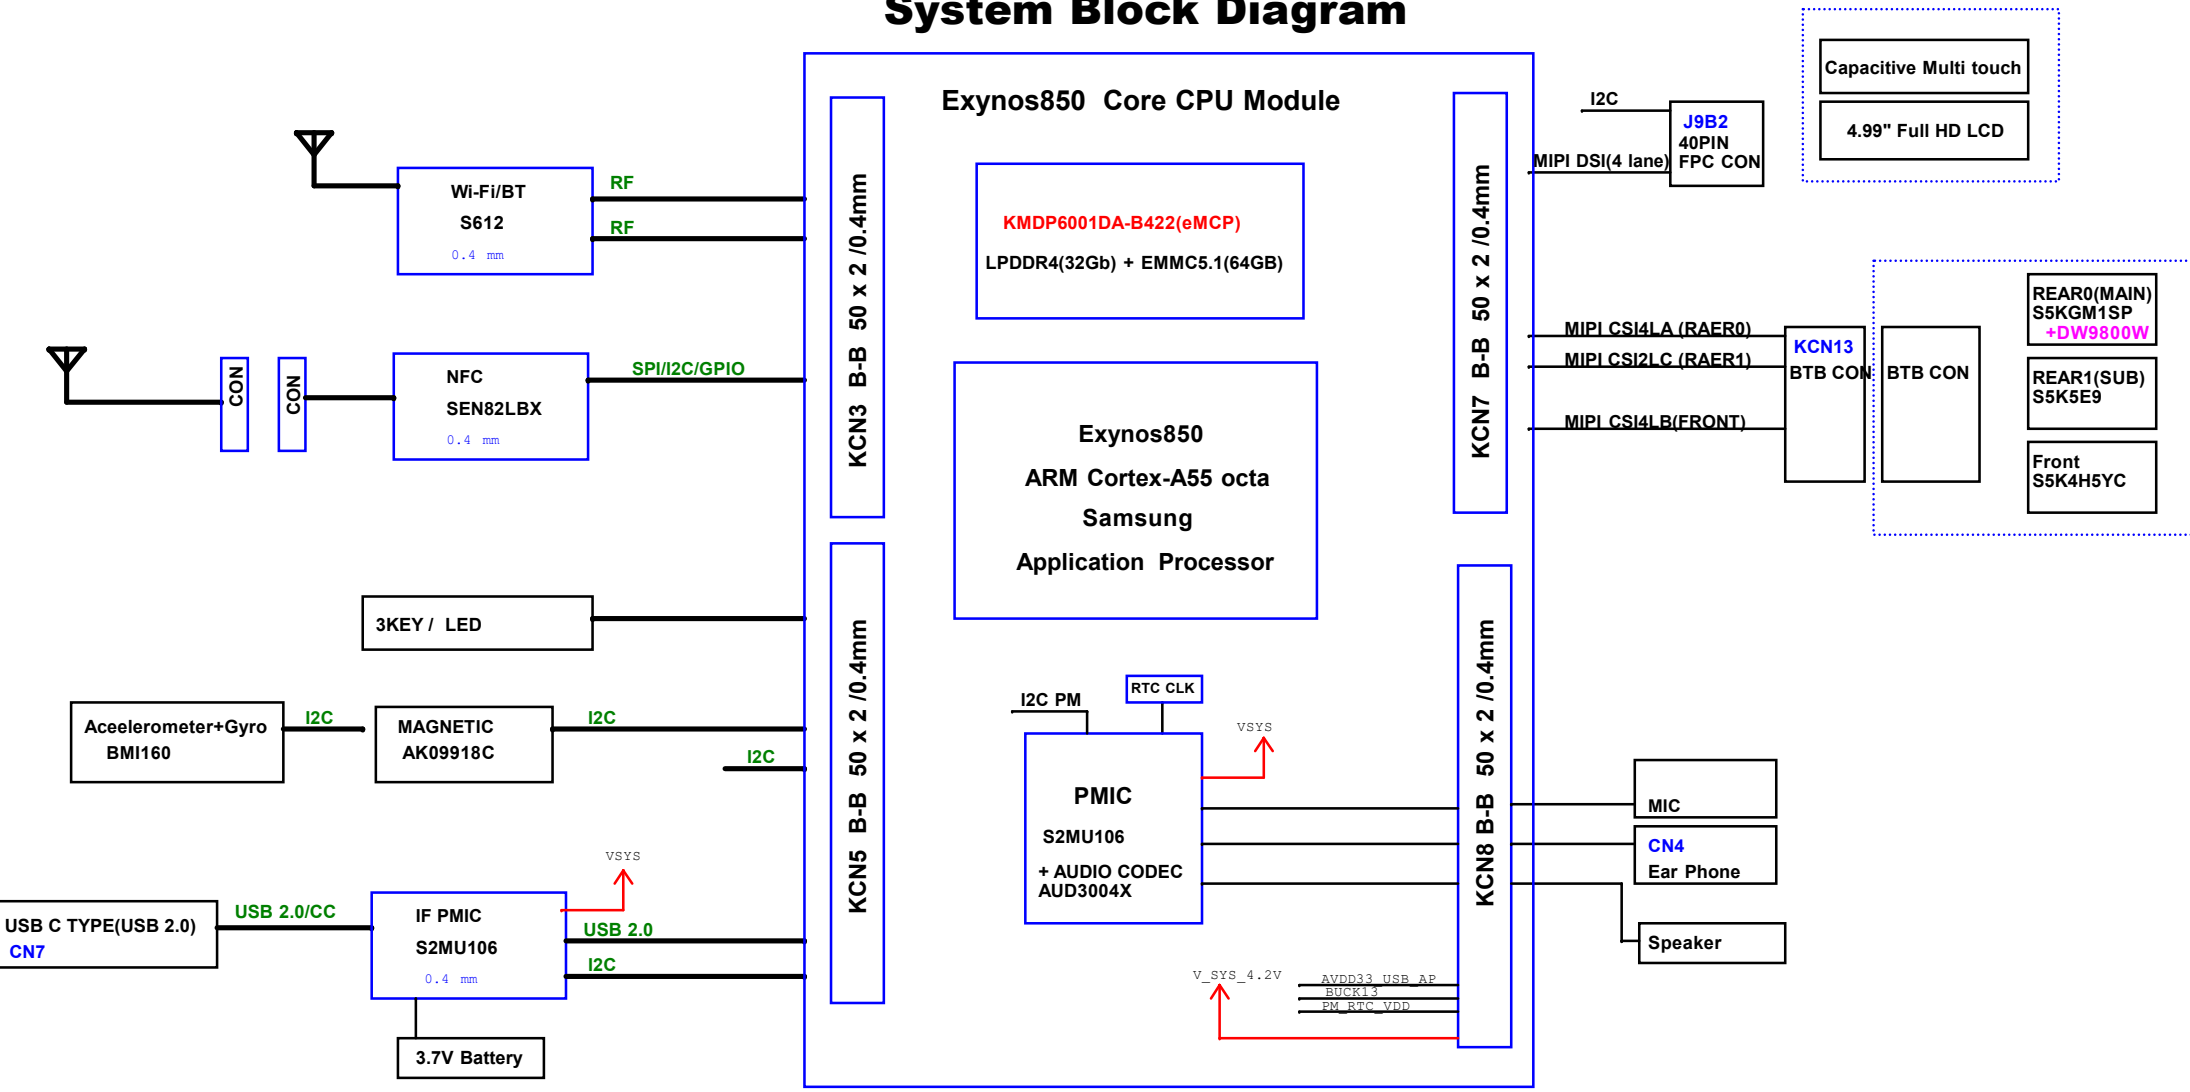 System Block Diagram
Exynos850 Core CPU Module
KCN3 B-B 50 x 2 /0.4mm
KCN7 B-B 50 x 2 /0.4mm
KCN5 B-B 50 x 2 /0.4mm
KCN8 B-B 50 x 2 /0.4mm
KMDP6001DA-B422(eMCP)
LPDDR4(32Gb) + EMMC5.1(64GB)
Exynos850
ARM Cortex-A55 octa
Samsung
Application Processor
I2C PM
RTC CLK
VSYS
PMIC
S2MU106
+ AUDIO CODEC
AUD3004X
V_SYS_4.2V
AVDD33_USB_AP
BUCK13
PM_RTC_VDD
Wi-Fi/BT
S612
0.4 mm
RF
RF
CON
CON
NFC
SEN82LBX
0.4 mm
SPI/I2C/GPIO
3KEY / LED
Aceelerometer+Gyro
BMI160
I2C
MAGNETIC
AK09918C
I2C
I2C
VSYS
USB C TYPE(USB 2.0)
CN7
USB 2.0/CC
IF PMIC
S2MU106
0.4 mm
USB 2.0
I2C
3.7V Battery
I2C
MIPI DSI(4 lane)
J9B2
40PIN
FPC CON
Capacitive Multi touch
4.99" Full HD LCD
MIPI CSI4LA (RAER0)
MIPI CSI2LC (RAER1)
MIPI CSI4LB(FRONT)
KCN13
BTB CON
BTB CON
REAR0(MAIN)
S5KGM1SP
+DW9800W
REAR1(SUB)
S5K5E9
Front
S5K4H5YC
MIC
CN4
Ear Phone
Speaker